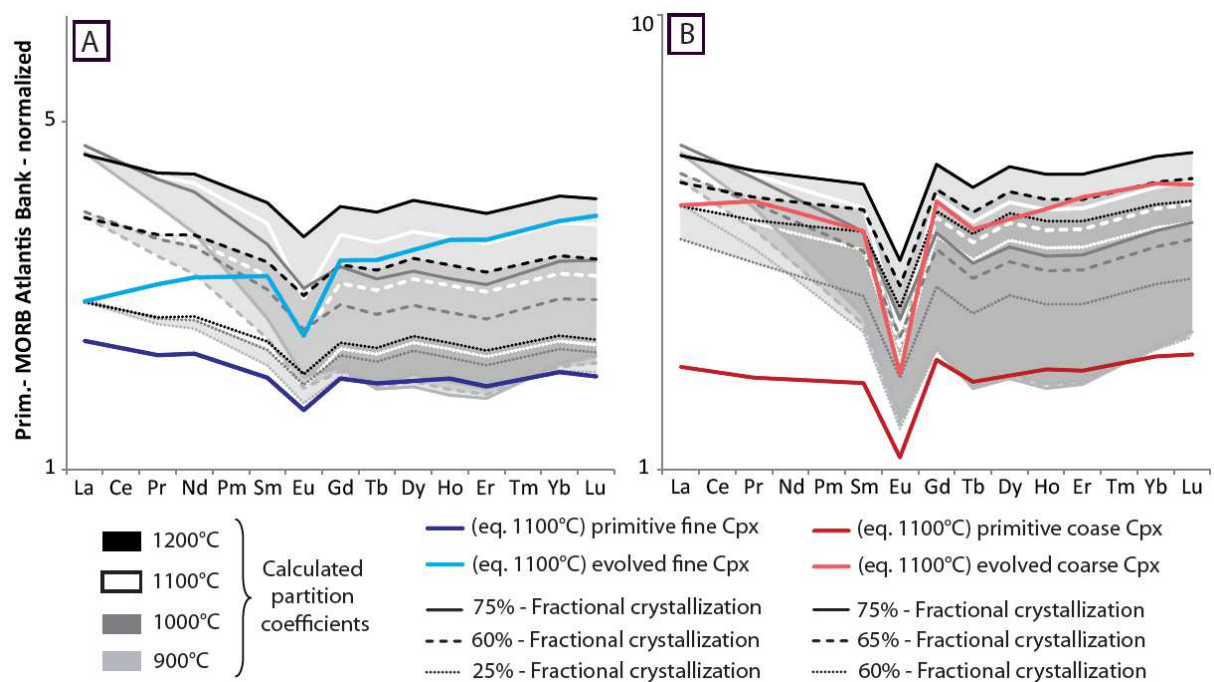 A
B
Prim.- MORB Atlantis Bank - normalized
5
1
10
1
La Ce Pr Nd Pm Sm Eu Gd Tb Dy Ho Er Tm Yb Lu
La Ce Pr Nd Pm Sm Eu Gd Tb Dy Ho Er Tm Yb Lu
1200°C
1100°C
1000°C
900°C
Calculated
partition
coefficients
(eq. 1100°C) primitive fine Cpx
(eq. 1100°C) evolved fine Cpx
75% - Fractional crystallization
60% - Fractional crystallization
25% - Fractional crystallization
(eq. 1100°C) primitive coase Cpx
(eq. 1100°C) evolved coarse Cpx
75% - Fractional crystallization
65% - Fractional crystallization
60% - Fractional crystallization